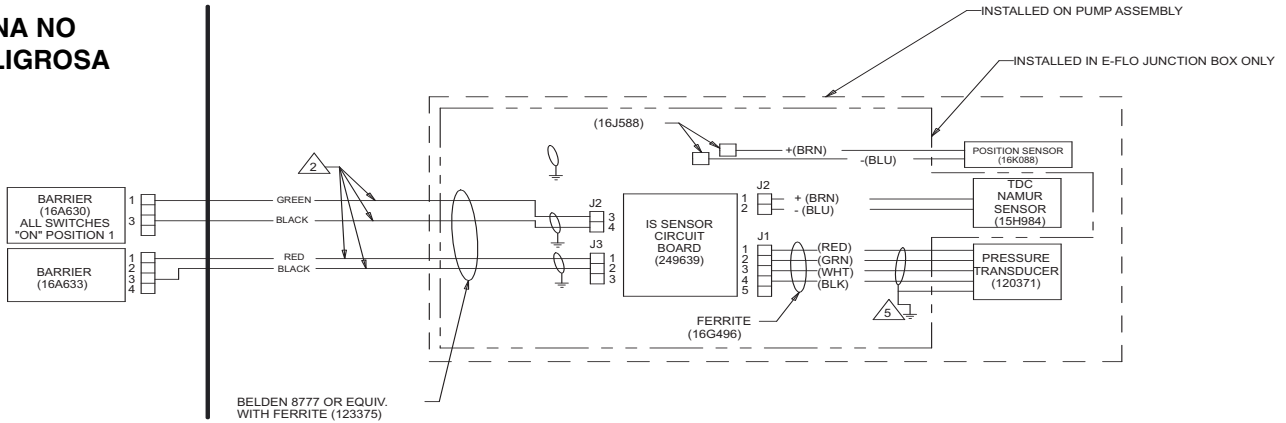 NA NO
LIGROSA
INSTALLED ON PUMP ASSEMBLY
INSTALLED IN E-FLO JUNCTION BOX ONLY
(16J588)
+(BRN)
-(BLU)
POSITION SENSOR
(16K088)
2
BARRIER
(16A630)
ALL SWITCHES
"ON" POSITION 1
1
3
GREEN
BLACK
J2
3
4
IS SENSOR
CIRCUIT
BOARD
(249639)
J2
1
2
+ (BRN)
- (BLU)
TDC
NAMUR
SENSOR
(15H984)
BARRIER
(16A633)
1
2
3
4
RED
BLACK
J3
1
2
3
J1
1
2
3
4
5
(RED)
(GRN)
(WHT)
(BLK)
PRESSURE
TRANSDUCER
(120371)
5
FERRITE
(16G496)
BELDEN 8777 OR EQUIV.
WITH FERRITE (123375)